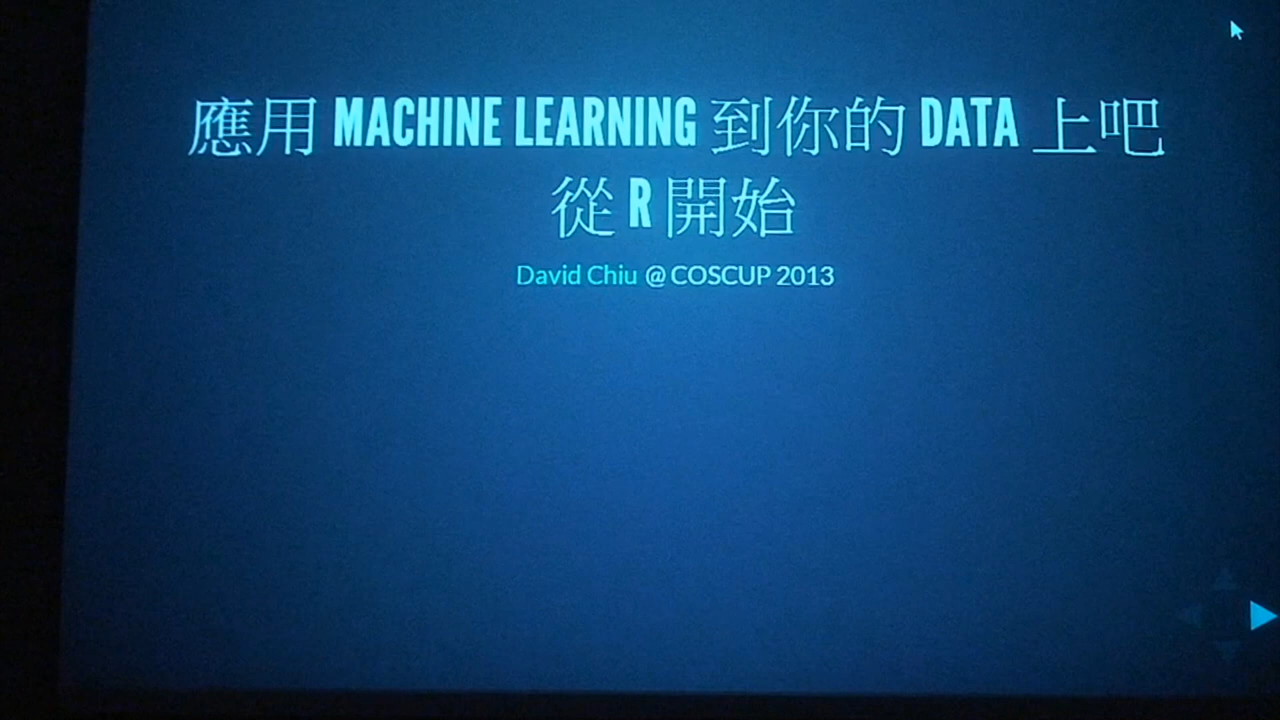 應用 MACHINE LEARNING 到你的 DATA 上吧
從 R 開始
David Chiu @ COSCUP 2013